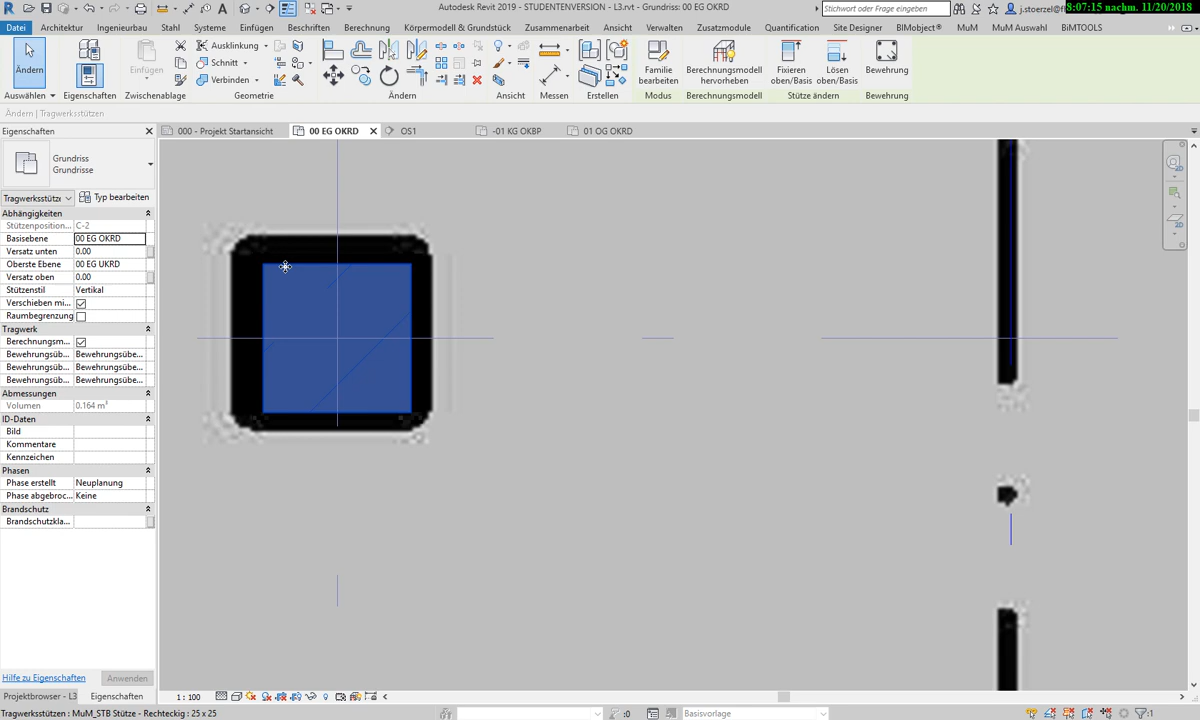 Autodesk Revit 2019 - STUDENTENVERSION - L3.rvt - Grundriss: 00 EG OKRD
Stichwort oder Frage eingeben
8:07:15 nachm. 11/20/2018
Datei Architektur Ingenieurbau Stahl Systeme Einfügen Beschriften Berechnung Körpermodell & Grundstück Zusammenarbeit Ansicht Verwalten Zusatzmodule Quantification Site Designer BIMobject® MuM MuM Auswahl BiMTOOLS
Ändern
Eigenschaften
Einfügen
Ausklinkung
Schnitt
Verbinden
Familie bearbeiten
Berechnungsmodell hervorheben
Fixieren oben/Basis
Lösen oben/Basis
Bewehrung
Auswählen Eigenschaften Zwischenablage Geometrie Ändern Ansicht Messen Erstellen Modus Berechnungsmodell Stütze ändern Bewehrung
Ändern | Tragwerksstützen
Eigenschaften
000 - Projekt Startansicht
00 EG OKRD
OS1
-01 KG OKBP
01 OG OKRD
Grundriss
Grundrisse
Tragwerksstütze
Typ bearbeiten
Abhängigkeiten
Stützenposition... C-2
Basisebene 00 EG OKRD
Versatz unten 0.00
Oberste Ebene 00 EG UKRD
Versatz oben 0.00
Stützenstil Vertikal
Verschieben mi...
Raumbegrenzung
Tragwerk
Berechnungsm...
Bewehrungsüb... Bewehrungsübe...
Bewehrungsüb... Bewehrungsübe...
Bewehrungsüb... Bewehrungsübe...
Abmessungen
Volumen 0.164 m³
ID-Daten
Bild
Kommentare
Kennzeichen
Phasen
Phase erstellt Neuplanung
Phase abgebroc... Keine
Brandschutz
Brandschutzkla...
Hilfe zu Eigenschaften
Anwenden
Projektbrowser - L3
Eigenschaften
1 : 100
Tragwerksstützen : MuM_STB Stütze - Rechteckig : 25 x 25
:0
Basisvorlage
:1